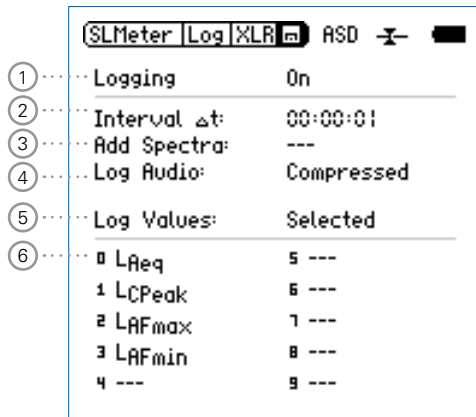 SLMeter Log XLR ASD
1 Logging On
2 Interval Δt: 00:00:01
3 Add Spectra: ---
4 Log Audio: Compressed
5 Log Values: Selected
6 0 LAeq 5 ---
1 LCPeak 6 ---
2 LAFmax 7 ---
3 LAFmin 8 ---
4 --- 9 ---